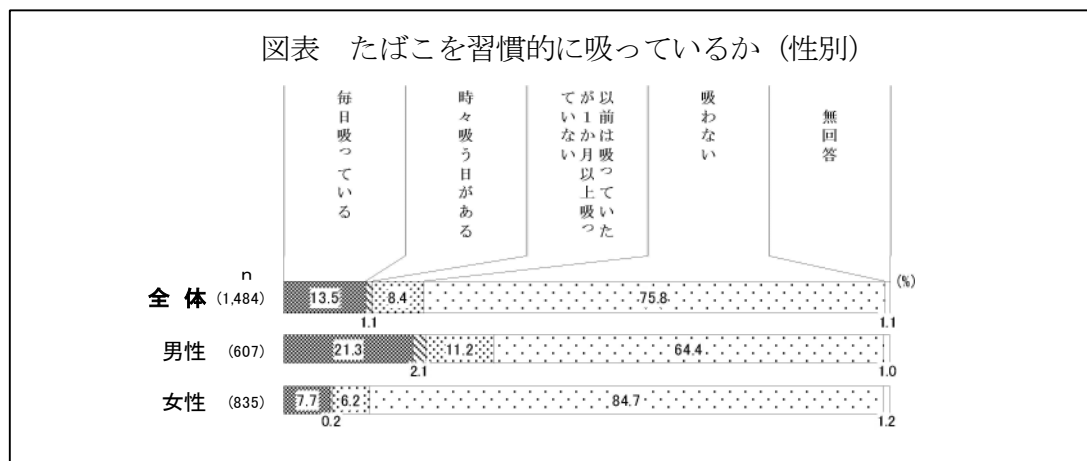 図表 たばこを習慣的に吸っているか（性別）
毎日吸っている
時々吸う日がある
以前は吸っていた
が１か月以上吸っ
ていない
吸わない
無回答
n
(%)
全体 (1,484) 13.5 8.4 75.8
1.1 1.1
男性 (607) 21.3 11.2 64.4
2.1 1.0
女性 (835) 7.7 6.2 84.7
0.2 1.2